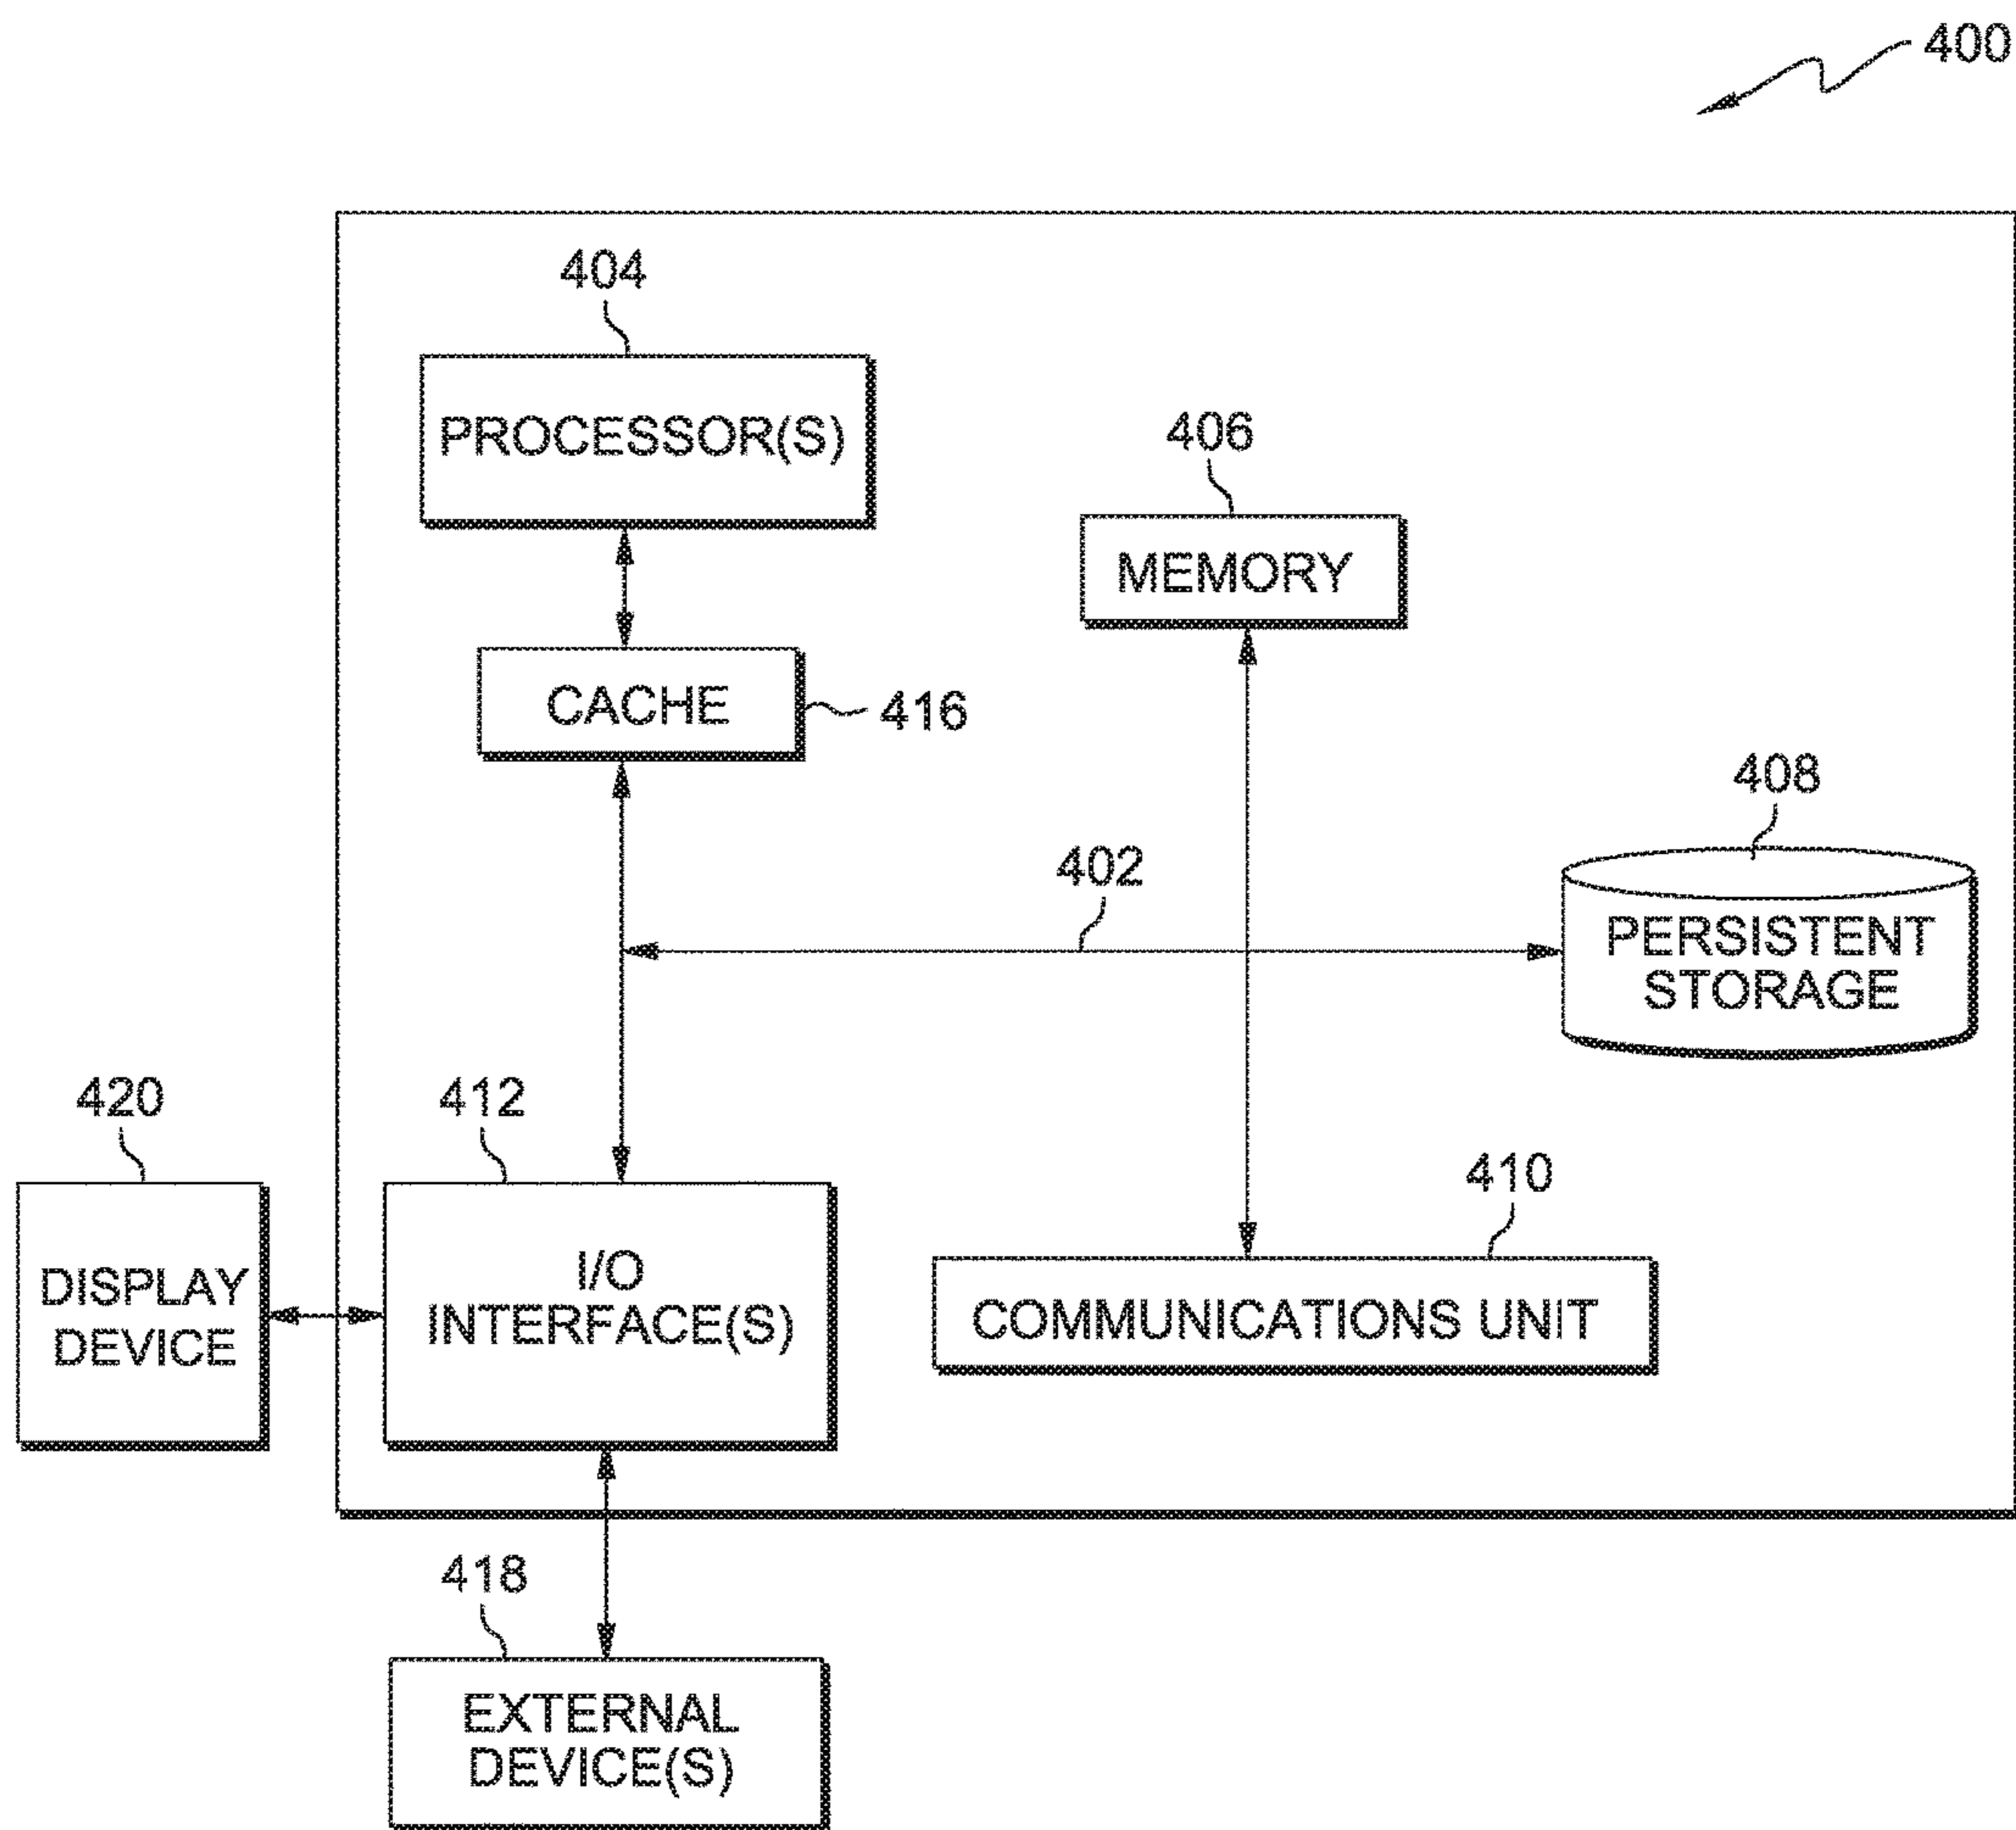 400
404
PROCESSOR(S)
406
MEMORY
CACHE
416
408
402
PERSISTENT
STORAGE
420
412
410
DISPLAY
DEVICE
I/O
INTERFACE(S)
COMMUNICATIONS UNIT
418
EXTERNAL
DEVICE(S)